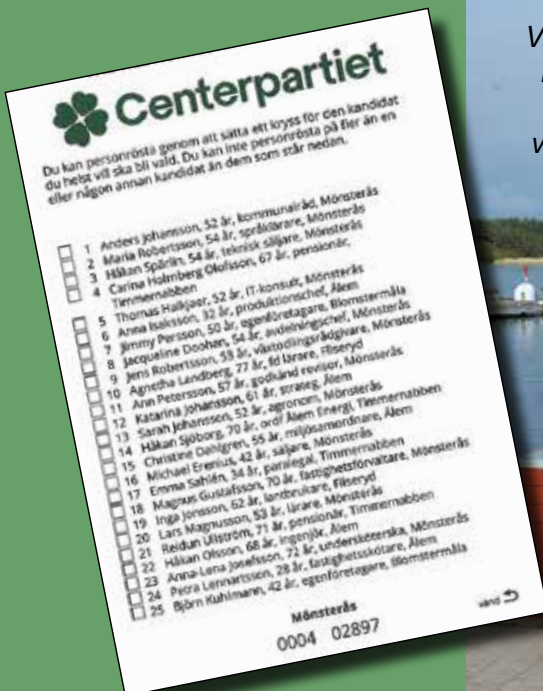 Centerpartiet
Du kan personrösta genom att sätta ett kryss för den kandidat
du helst vill ska bli vald. Du kan inte personrösta på fler än en
eller någon annan kandidat än dem som står nedan.
1 Anders Johansson, 52 år, kommunalråd, Mönsterås
2 Maria Robertsson, 54 år, språklärare, Mönsterås
3 Håkan Spårlin, 54 år, teknisk säljare, Mönsterås
4 Carina Holmberg Olofsson, 67 år, pensionär,
Timmernabben
5 Thomas Halkjaer, 52 år, IT-konsult, Mönsterås
6 Anna Isaksson, 32 år, produktionschef, Ålem
7 Jimmy Persson, 50 år, egenföretagare, Blomstermåla
8 Jacqueline Doohan, 54 år, avdelningschef, Mönsterås
9 Jens Robertsson, 53 år, växtodlingsrådgivare, Mönsterås
10 Agnetha Landberg, 77 år, fd lärare, Fliseryd
11 Ann Petersson, 57 år, godkänd revisor, Mönsterås
12 Katarina Johansson, 61 år, strateg, Ålem
13 Sarah Johansson, 52 år, agronom, Mönsterås
14 Håkan Sjöborg, 70 år, ordf Ålem Energi, Timmernabben
15 Christine Dahlgren, 55 år, miljösamordnare, Ålem
16 Michael Erenius, 42 år, säljare, Mönsterås
17 Emma Sahlén, 34 år, paralegal, Timmernabben
18 Magnus Gustafsson, 70 år, fastighetsförvaltare, Mönsterås
19 Inga Jonsson, 62 år, lantbrukare, Fliseryd
20 Lars Magnusson, 53 år, lärare, Mönsterås
21 Reidun Ullström, 71 år, pensionär, Timmernabben
22 Håkan Olsson, 68 år, ingenjör, Ålem
23 Anna-Lena Josefsson, 72 år, undersköterska, Mönsterås
24 Petra Lennartsson, 28 år, fastighetsskötare, Ålem
25 Björn Kuhlmann, 42 år, egenföretagare, Blomstermåla
Mönsterås
0004 02897
vänd
V